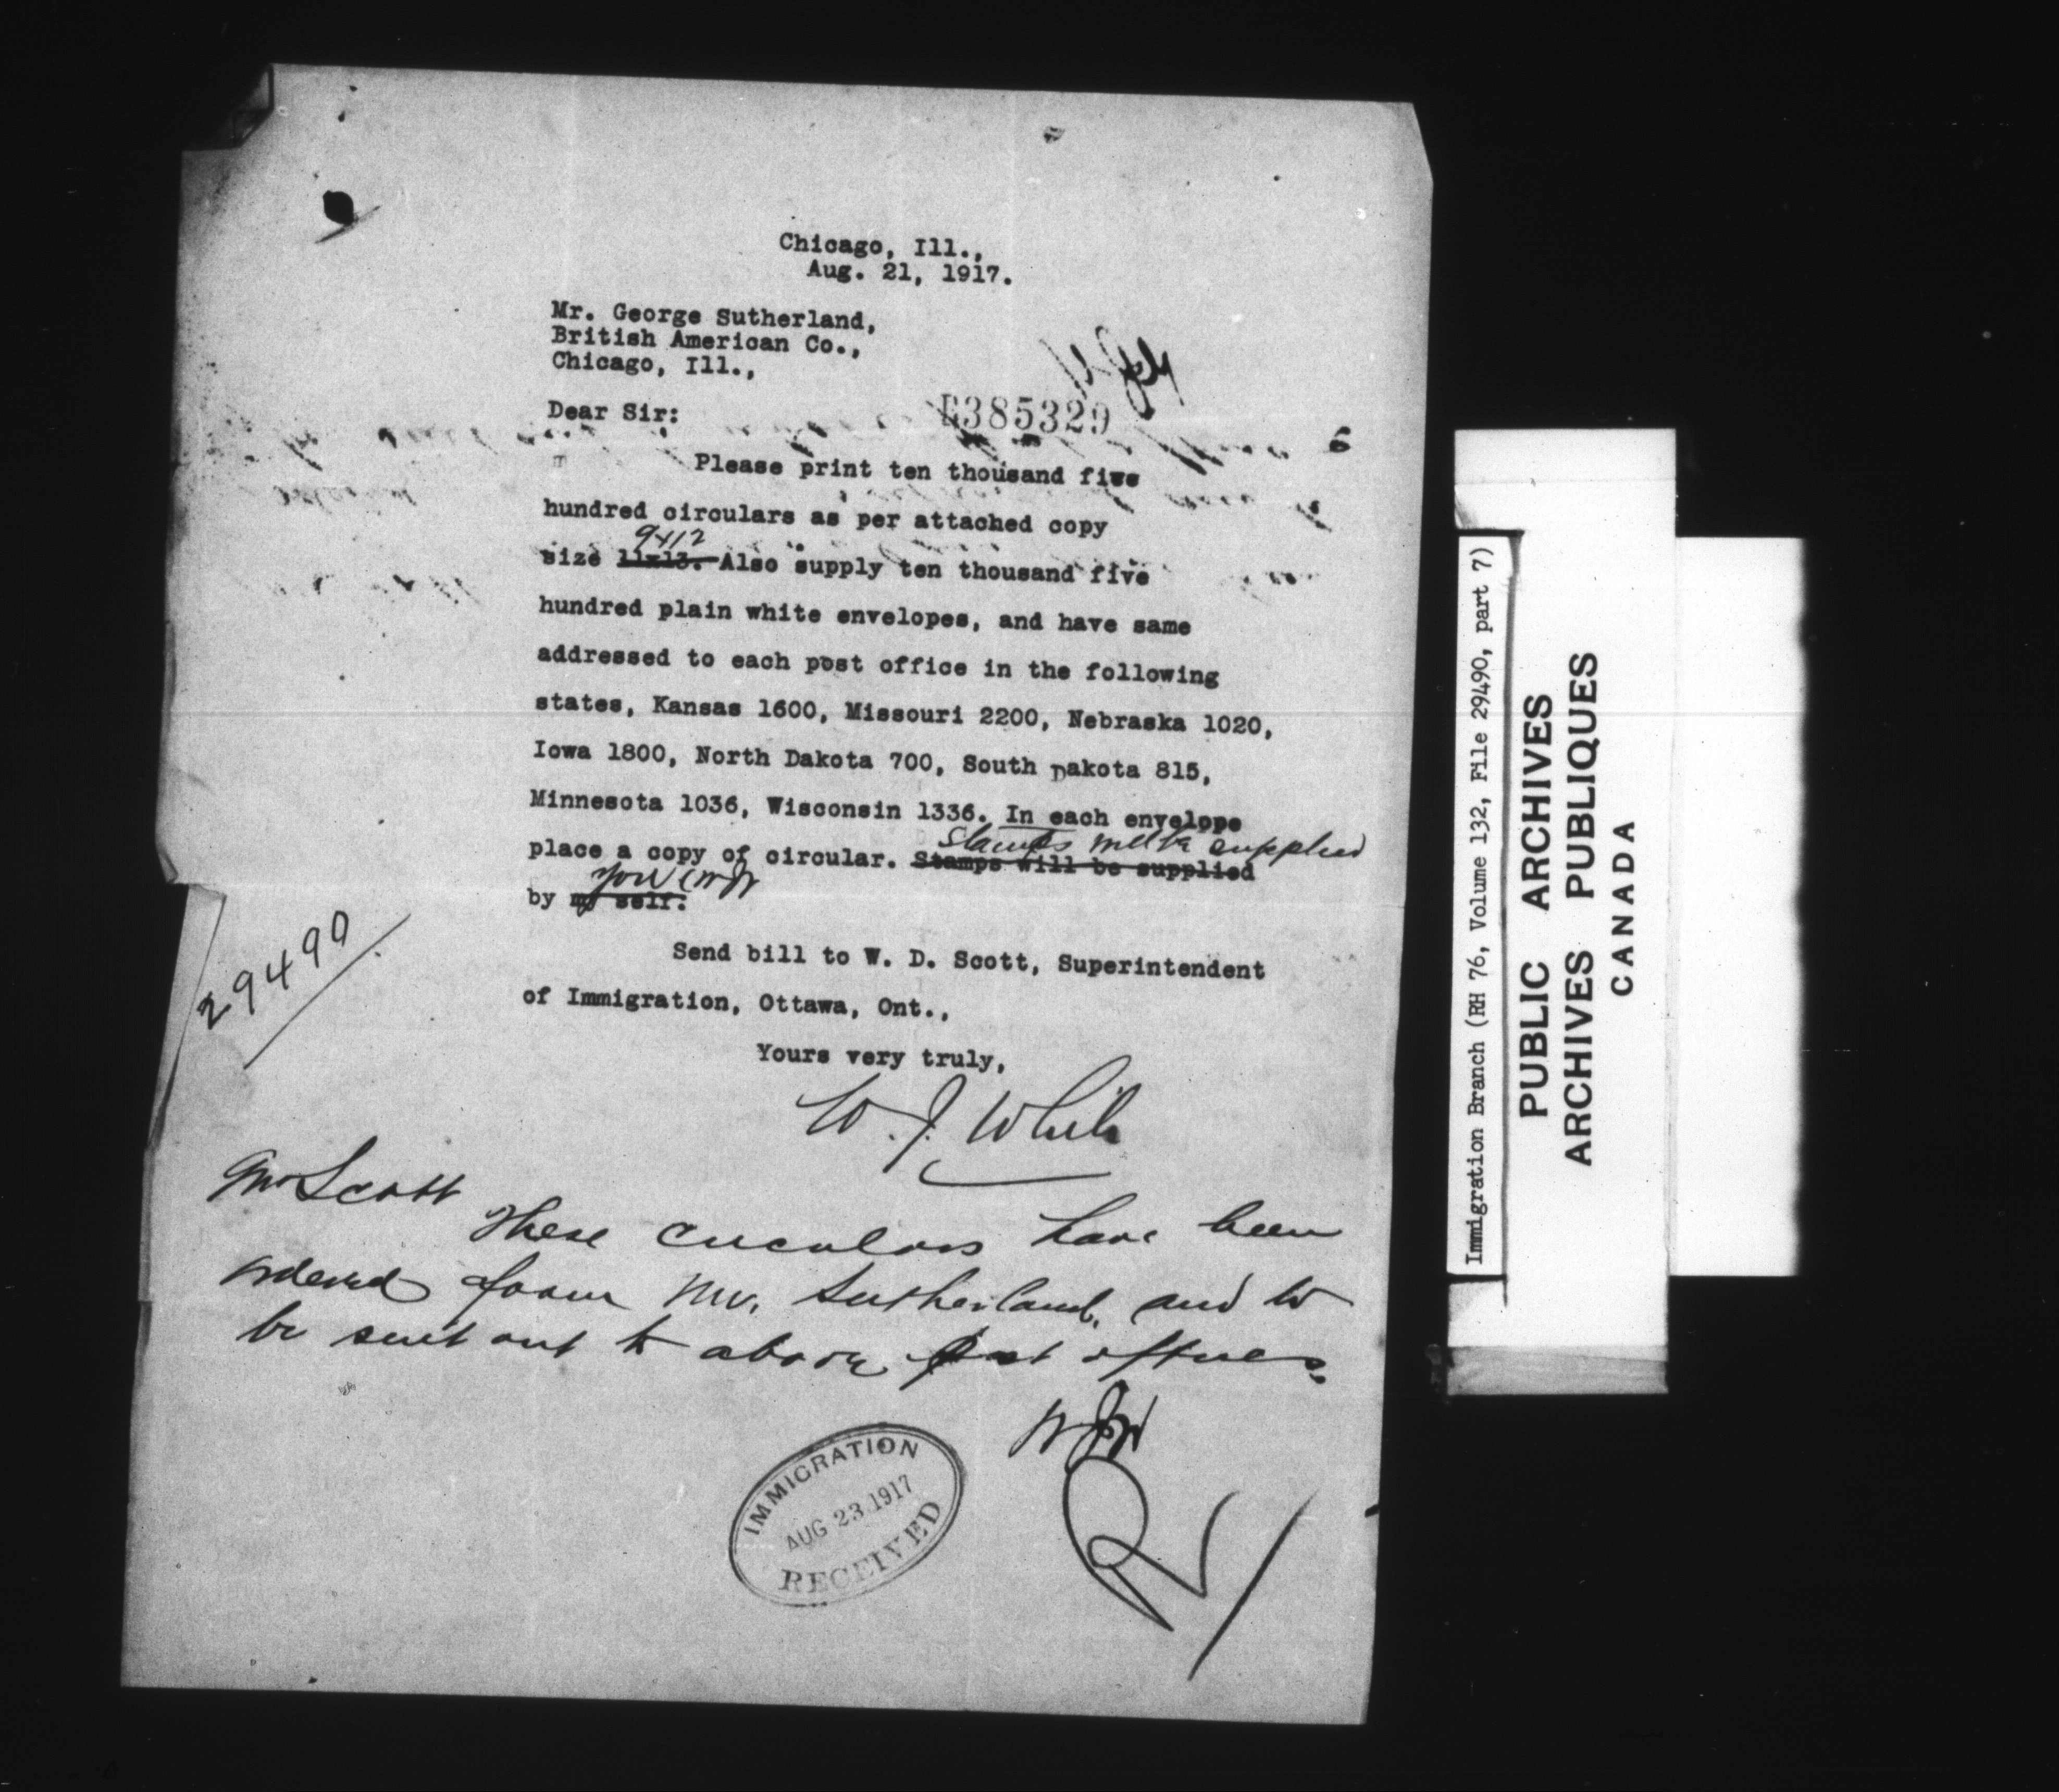 Chicago, Ill.,
Aug. 21, 1917.
Mr. George Sutherland,
British American Co.,
Chicago, Ill.,
Dear Sir:
385329
Please print ten thousand five
hundred circulars as per attached copy
9x12
size 11x13. Also supply ten thousand five
hundred plain white envelopes, and have same
addressed to each post office in the following
states, Kansas 1600, Missouri 2200, Nebraska 1020,
Iowa 1800, North Dakota 700, South Dakota 815,
Minnesota 1036, Wisconsin 1336. In each envelope
Stamps supplied
place a copy of circular. Stamps will be supplied
you WJW
by my self.
29490
Send bill to W. D. Scott, Superintendent
of Immigration, Ottawa, Ont.,
Yours very truly,
W. J. White
Mr Scott
These circulars have been
ordered from Mr. Sutherland, and to
be sent out to above post offices.
WJW
IMMIGRATION
AUG 23 1917
RECEIVED
Immigration Branch (RH 76, Volume 132, File 29490, part 7)
PUBLIC ARCHIVES
ARCHIVES PUBLIQUES
CANADA